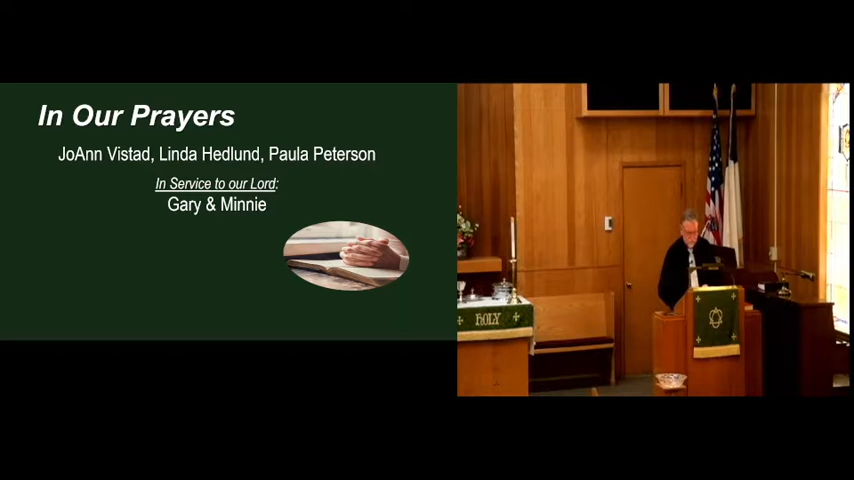 In Our Prayers
JoAnn Vistad, Linda Hedlund, Paula Peterson
In Service to our Lord:
Gary & Minnie
HOLY